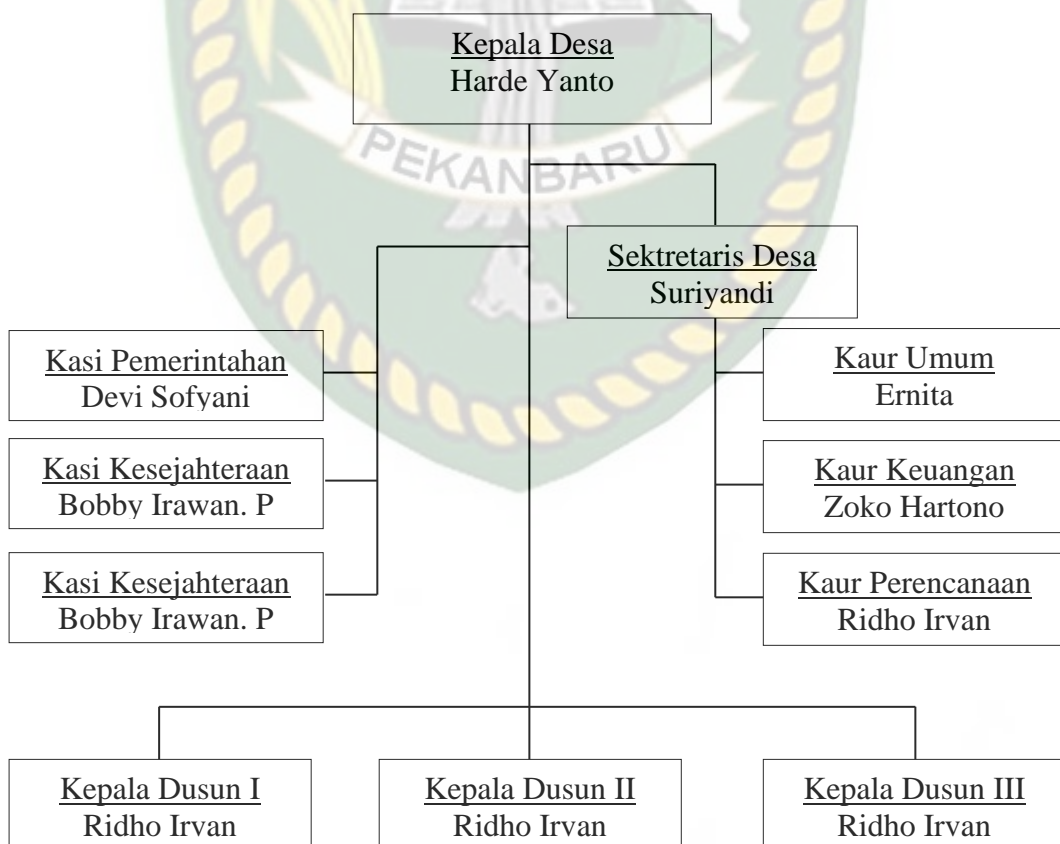 Kepala Desa
Harde Yanto
PEKANBARU
Sektretaris Desa
Suriyandi
Kasi Pemerintahan
Devi Sofyani
Kaur Umum
Ernita
Kasi Kesejahteraan
Bobby Irawan. P
Kaur Keuangan
Zoko Hartono
Kasi Kesejahteraan
Bobby Irawan. P
Kaur Perencanaan
Ridho Irvan
Kepala Dusun I
Ridho Irvan
Kepala Dusun II
Ridho Irvan
Kepala Dusun III
Ridho Irvan